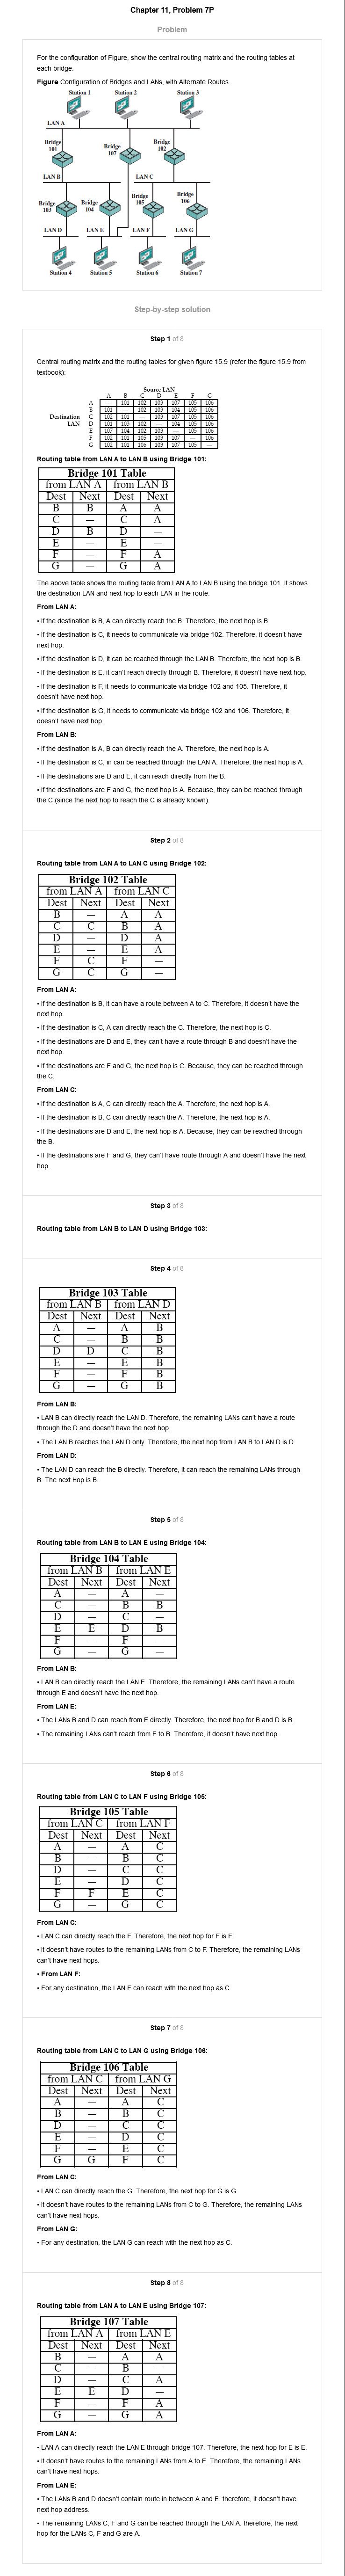 Chapter 11, Problem 7P
Problem
For the configuration of Figure, show the central routing matrix and the routing tables at
each bridge.
Figure Configuration of Bridges and LANs, with Alternate Routes
Station 1 Station 2 Station 3
LAN A
Bridge 101
Bridge 107
Bridge 102
LAN B LAN C
Bridge 103
Bridge 104
Bridge 105
Bridge 106
LAN D LAN E LAN F LAN G
Station 4 Station 5 Station 6 Station 7
Step-by-step solution
Step 1 of 8
Central routing matrix and the routing tables for given figure 15.9 (refer the figure 15.9 from
textbook):
Source LAN
A B C D E F G
Destination LAN
A — 101 102 103 107 105 106
B 101 — 102 103 104 105 106
C 102 101 — 103 107 105 106
D 101 103 102 — 104 105 106
E 107 104 102 103 — 105 106
F 102 101 105 103 107 — 106
G 102 101 106 103 107 105 —
Routing table from LAN A to LAN B using Bridge 101:
Bridge 101 Table
from LAN A from LAN B
Dest Next Dest Next
B B A A
C — C A
D B D —
E — E —
F — F A
G — G A
The above table shows the routing table from LAN A to LAN B using the bridge 101. It shows
the destination LAN and next hop to each LAN in the route.
From LAN A:
• If the destination is B, A can directly reach the B. Therefore, the next hop is B.
• If the destination is C, it needs to communicate via bridge 102. Therefore, it doesn't have
next hop.
• If the destination is D, it can be reached through the LAN B. Therefore, the next hop is B.
• If the destination is E, it can't reach directly through B. Therefore, it doesn't have next hop.
• If the destination is F, it needs to communicate via bridge 102 and 105. Therefore, it
doesn't have next hop.
• If the destination is G, it needs to communicate via bridge 102 and 106. Therefore, it
doesn't have next hop.
From LAN B:
• If the destination is A, B can directly reach the A. Therefore, the next hop is A.
• If the destination is C, in can be reached through the LAN A. Therefore, the next hop is A.
• If the destinations are D and E, it can reach directly from the B.
• If the destinations are F and G, the next hop is A. Because, they can be reached through
the C (since the next hop to reach the C is already known).
Step 2 of 8
Routing table from LAN A to LAN C using Bridge 102:
Bridge 102 Table
from LAN A from LAN C
Dest Next Dest Next
B — A A
C C B A
D — D A
E — E A
F C F —
G C G —
From LAN A:
• If the destination is B, it can have a route between A to C. Therefore, it doesn't have the
next hop.
• If the destination is C, A can directly reach the C. Therefore, the next hop is C.
• If the destinations are D and E, they can't have a route through B and doesn't have the
next hop.
• If the destinations are F and G, the next hop is C. Because, they can be reached through
the C.
From LAN C:
• If the destination is A, C can directly reach the A. Therefore, the next hop is A.
• If the destination is B, C can directly reach the A. Therefore, the next hop is A.
• If the destinations are D and E, the next hop is A. Because, they can be reached through
the B.
• If the destinations are F and G, they can't have route through A and doesn't have the next
hop.
Step 3 of 8
Routing table from LAN B to LAN D using Bridge 103:
Step 4 of 8
Bridge 103 Table
from LAN B from LAN D
Dest Next Dest Next
A — A B
C — B B
D D C B
E — E B
F — F B
G — G B
From LAN B:
• LAN B can directly reach the LAN D. Therefore, the remaining LANs can't have a route
through the D and doesn't have the next hop.
• The LAN B reaches the LAN D only. Therefore, the next hop from LAN B to LAN D is D.
From LAN D:
• The LAN D can reach the B directly. Therefore, it can reach the remaining LANs through
B. The next Hop is B.
Step 5 of 8
Routing table from LAN B to LAN E using Bridge 104:
Bridge 104 Table
from LAN B from LAN E
Dest Next Dest Next
A — A —
C — B B
D — C —
E E D B
F — F —
G — G —
From LAN B:
• LAN B can directly reach the LAN E. Therefore, the remaining LANs can't have a route
through E and doesn't have the next hop.
From LAN E:
• The LANs B and D can reach from E directly. Therefore, the next hop for B and D is B.
• The remaining LANs can't reach from E to B. Therefore, it doesn't have next hop.
Step 6 of 8
Routing table from LAN C to LAN F using Bridge 105:
Bridge 105 Table
from LAN C from LAN F
Dest Next Dest Next
A — A C
B — B C
D — C C
E — D C
F F E C
G — G C
From LAN C:
• LAN C can directly reach the F. Therefore, the next hop for F is F.
• It doesn't have routes to the remaining LANs from C to F. Therefore, the remaining LANs
can't have next hops.
• From LAN F:
• For any destination, the LAN F can reach with the next hop as C.
Step 7 of 8
Routing table from LAN C to LAN G using Bridge 106:
Bridge 106 Table
from LAN C from LAN G
Dest Next Dest Next
A — A C
B — B C
D — C C
E — D C
F — E C
G G F C
From LAN C:
• LAN C can directly reach the G. Therefore, the next hop for G is G.
• It doesn't have routes to the remaining LANs from C to G. Therefore, the remaining LANs
can't have next hops.
From LAN G:
• For any destination, the LAN G can reach with the next hop as C.
Step 8 of 8
Routing table from LAN A to LAN E using Bridge 107:
Bridge 107 Table
from LAN A from LAN E
Dest Next Dest Next
B — A A
C — B —
D — C A
E E D —
F — F A
G — G A
From LAN A:
• LAN A can directly reach the LAN E through bridge 107. Therefore, the next hop for E is E.
• It doesn't have routes to the remaining LANs from A to E. Therefore, the remaining LANs
can't have next hops.
From LAN E:
• The LANs B and D doesn't contain route in between A and E. therefore, it doesn't have
next hop address.
• The remaining LANs C, F and G can be reached through the LAN A. therefore, the next
hop for the LANs C, F and G are A.